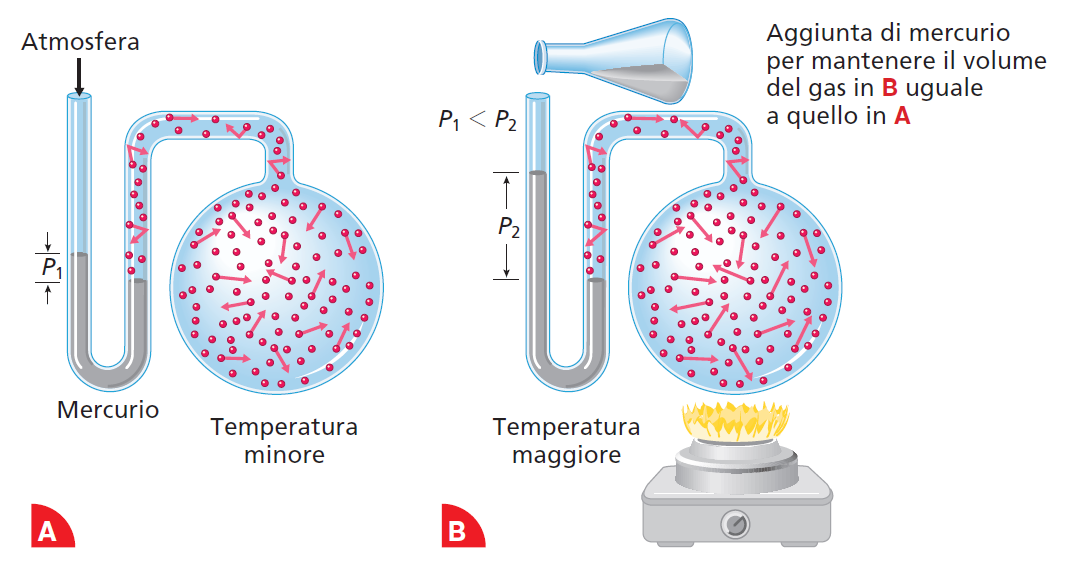 Atmosfera
P1
Mercurio
Temperatura
minore
A
P1 < P2
P2
Aggiunta di mercurio
per mantenere il volume
del gas in B uguale
a quello in A
Temperatura
maggiore
B